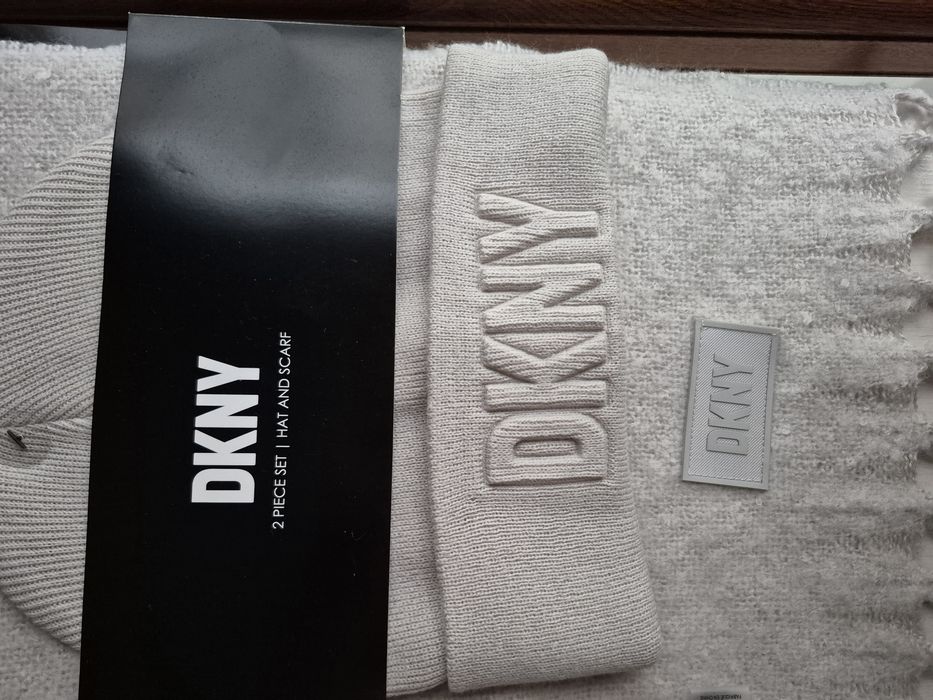 DKNY
2 PIECE SET | HAT AND SCARF
DKNY
DKNY